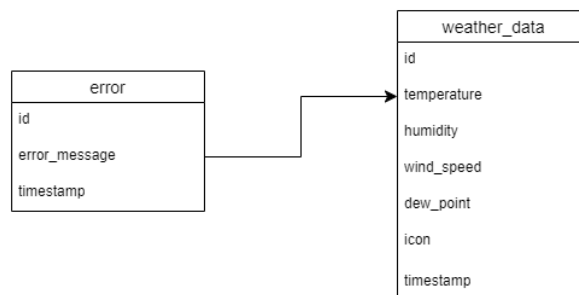 error
id
error_message
timestamp
weather_data
id
temperature
humidity
wind_speed
dew_point
icon
timestamp